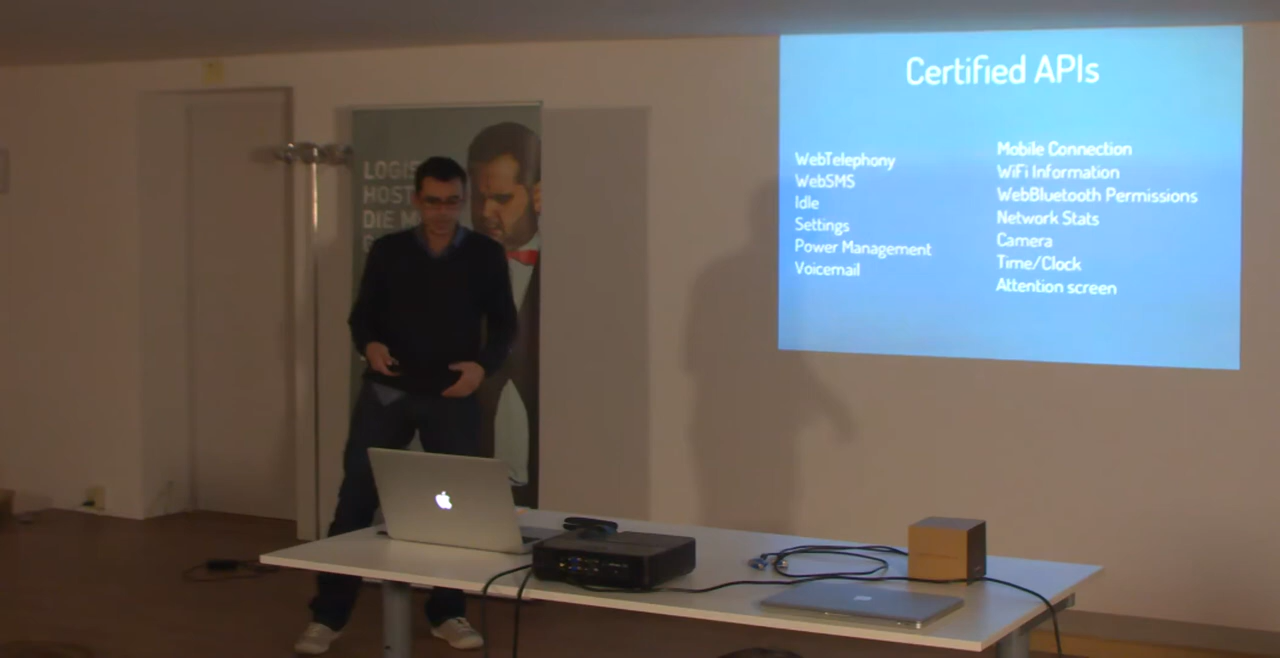 Certified APIs
WebTelephony
WebSMS
Idle
Settings
Power Management
Voicemail
Mobile Connection
WiFi Information
WebBluetooth Permissions
Network Stats
Camera
Time/Clock
Attention screen
HOST
DIE